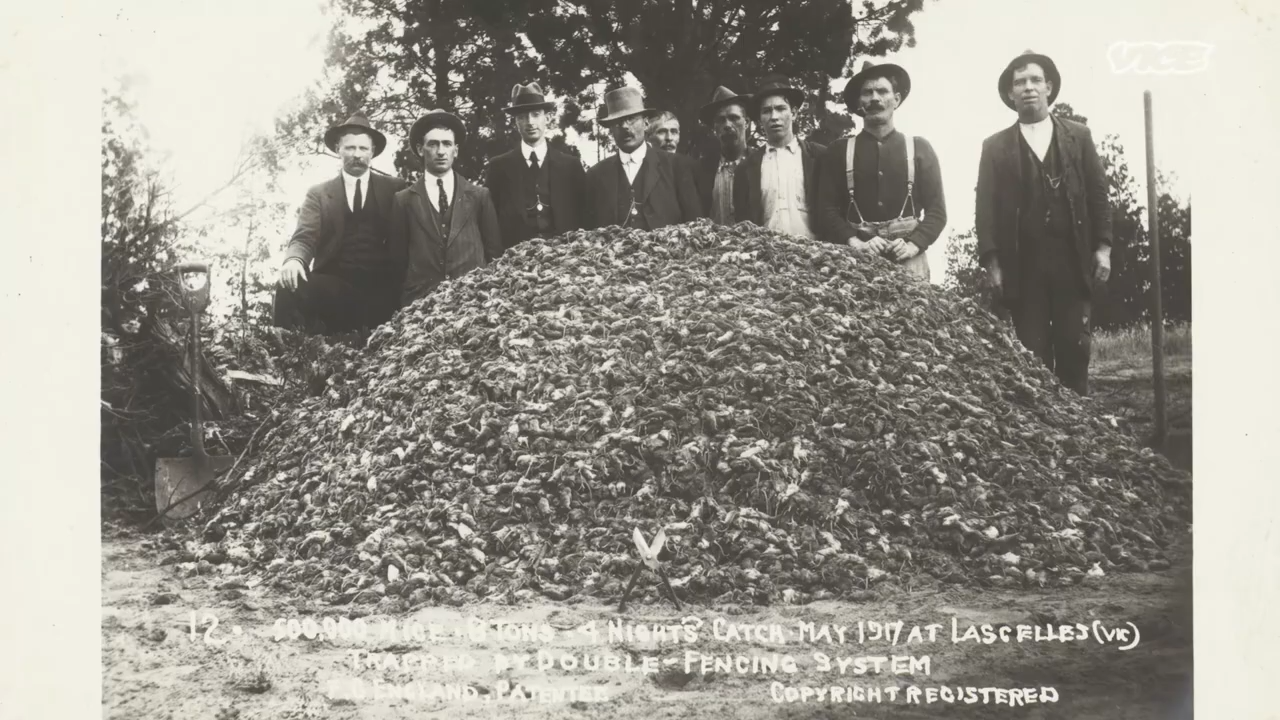 VICE
12. 500,000 MICE - 8 TONS - 4 NIGHTS CATCH MAY 1917 AT LASCELLES (VIC)
TRAPPED BY DOUBLE-FENCING SYSTEM
ENGLAND, PATENTEE COPYRIGHT REGISTERED